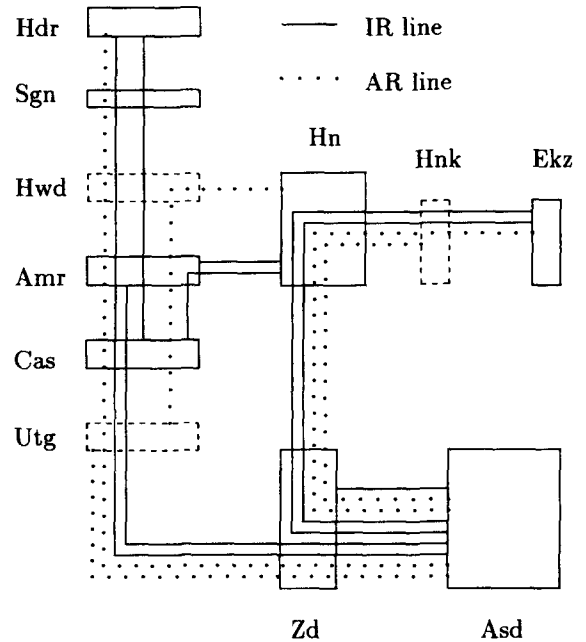 Hdr
IR line
Sgn
AR line
Hn
Hwd
Hnk
Ekz
Amr
Cas
Utg
Zd
Asd